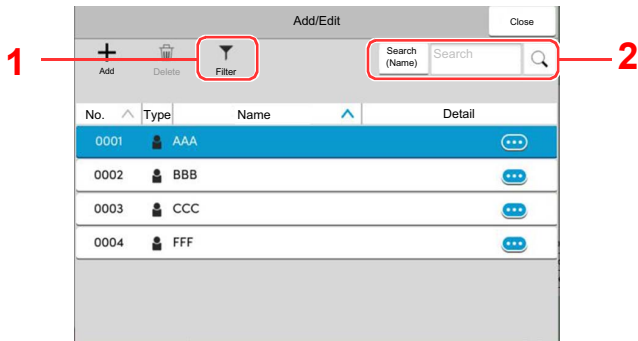 Add/Edit
Close
1
Add
Delete
Filter
Search
(Name)
Search
2
No. Type Name Detail
0001 AAA
0002 BBB
0003 CCC
0004 FFF